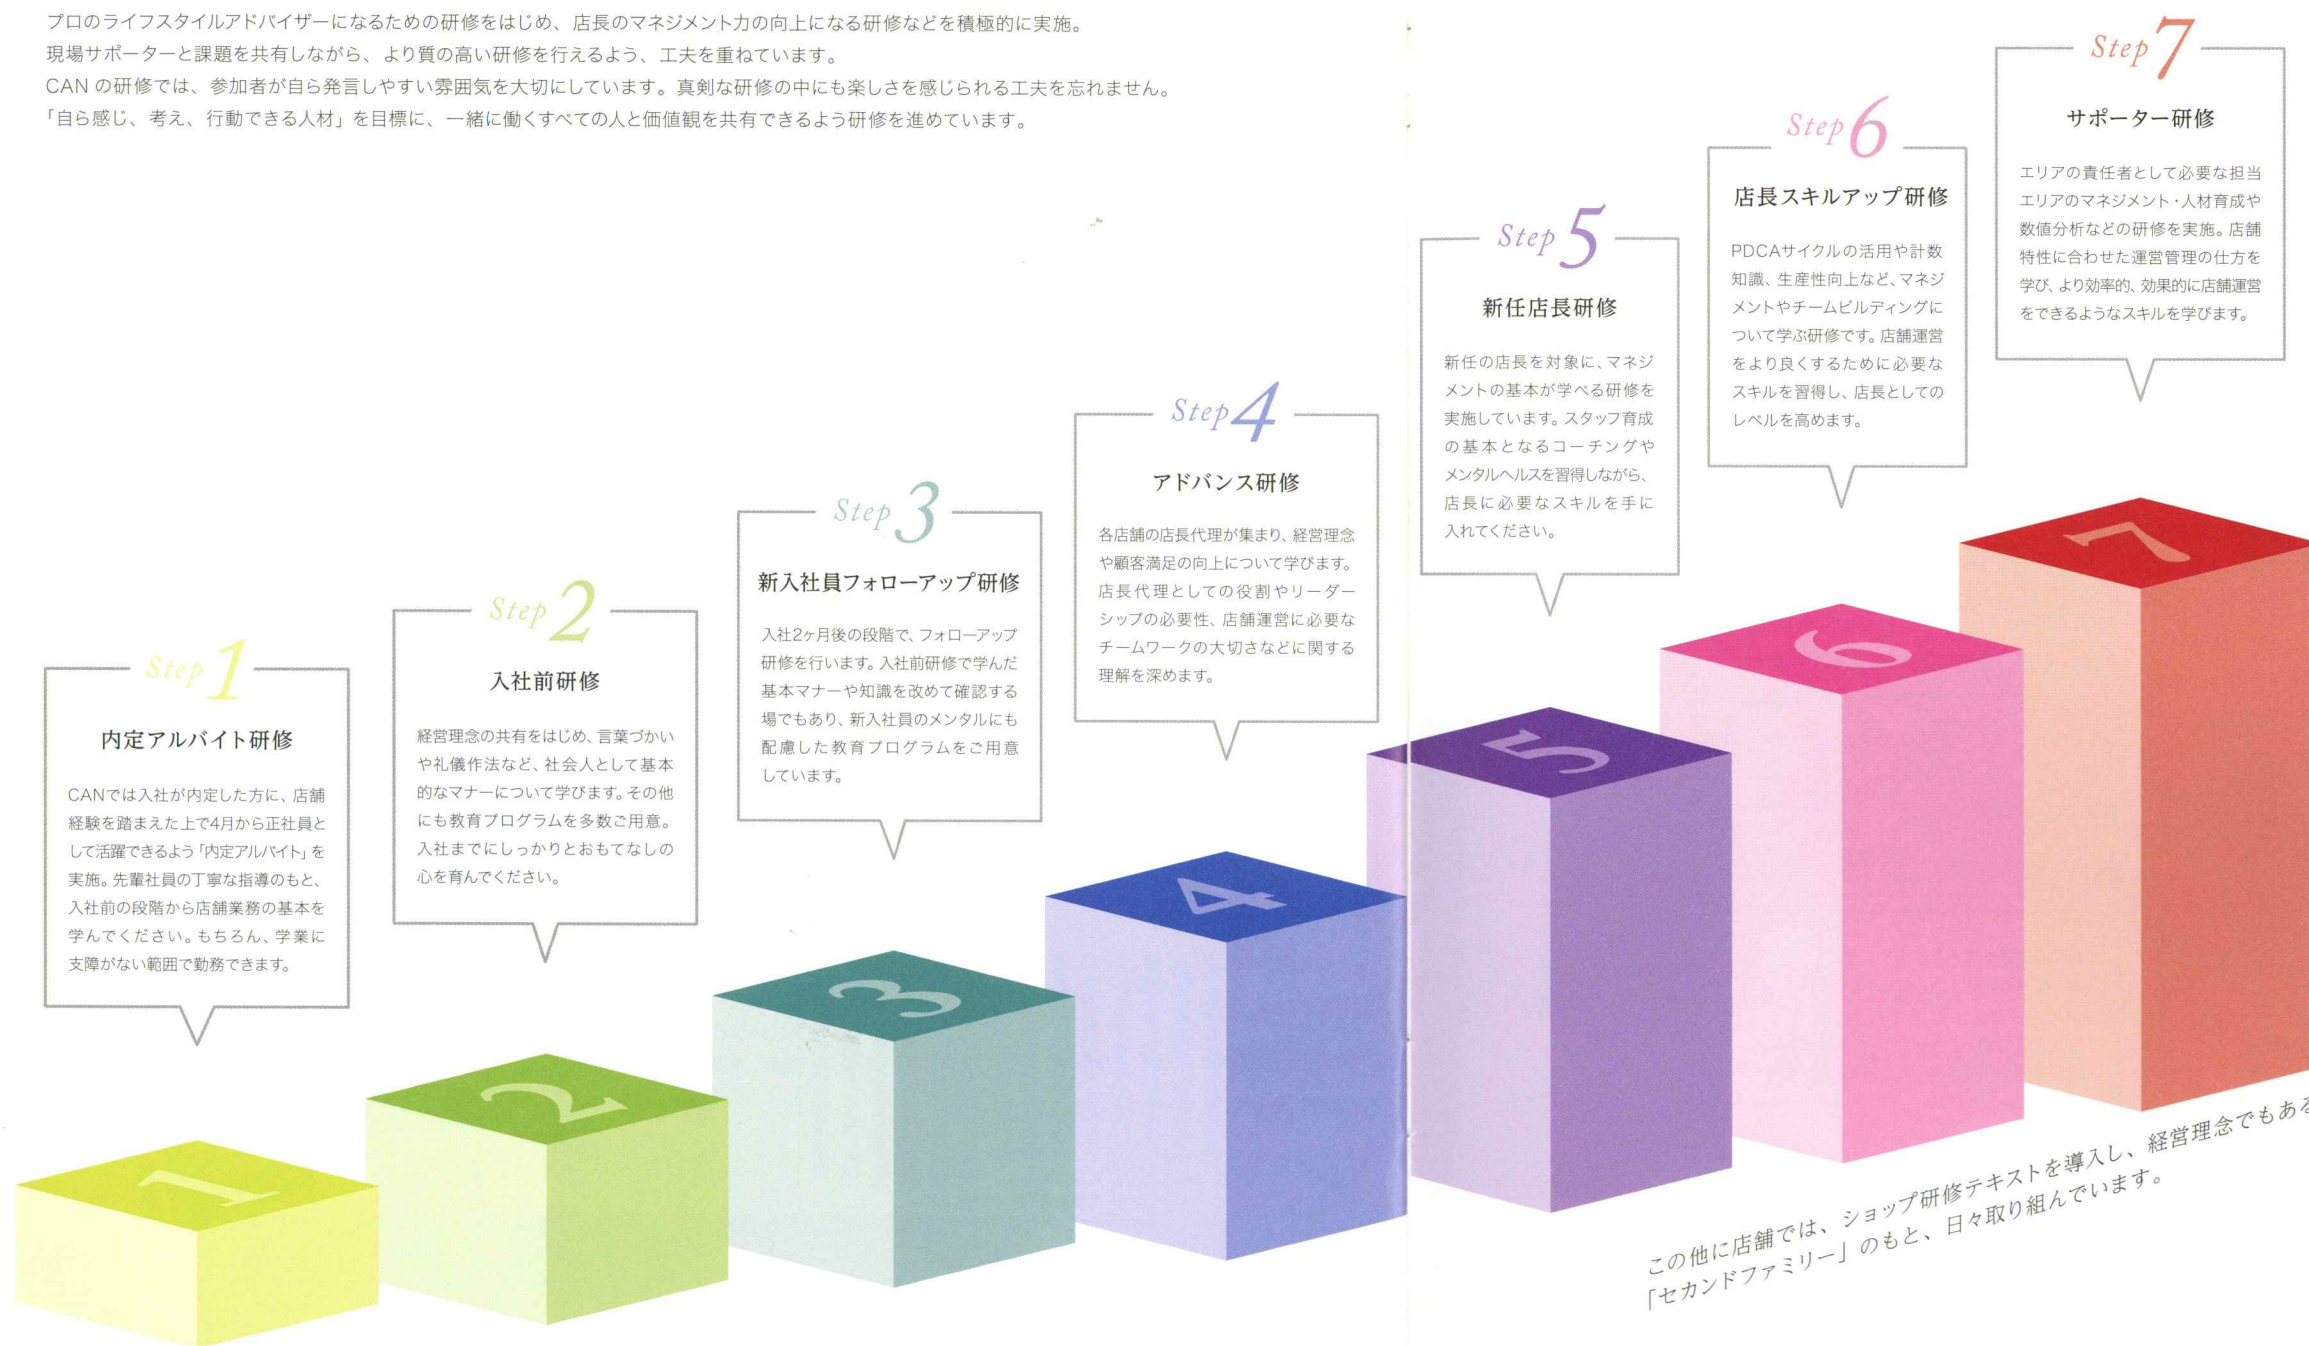 プロのライフスタイルアドバイザーになるための研修をはじめ、店長のマネジメント力の向上になる研修などを積極的に実施。
現場サポーターと課題を共有しながら、より質の高い研修を行えるよう、工夫を重ねています。
CAN の研修では、参加者が自ら発言しやすい雰囲気を大切にしています。真剣な研修の中にも楽しさを感じられる工夫を忘れません。
「自ら感じ、考え、行動できる人材」を目標に、一緒に働くすべての人と価値観を共有できるよう研修を進めています。
Step 1
内定アルバイト研修
CANでは入社が内定した方に、店舗
経験を踏まえた上で4月から正社員と
して活躍できるよう「内定アルバイト」を
実施。先輩社員の丁寧な指導のもと、
入社前の段階から店舗業務の基本を
学んでください。もちろん、学業に
支障がない範囲で勤務できます。
Step 2
入社前研修
経営理念の共有をはじめ、言葉づかい
や礼儀作法など、社会人として基本
的なマナーについて学びます。その他
にも教育プログラムを多数ご用意。
入社までにしっかりとおもてなしの
心を育んでください。
Step 3
新入社員フォローアップ研修
入社2ヶ月後の段階で、フォローアップ
研修を行います。入社前研修で学んだ
基本マナーや知識を改めて確認する
場でもあり、新入社員のメンタルにも
配慮した教育プログラムをご用意
しています。
Step 4
アドバンス研修
各店舗の店長代理が集まり、経営理念
や顧客満足の向上について学びます。
店長代理としての役割やリーダー
シップの必要性、店舗運営に必要な
チームワークの大切さなどに関する
理解を深めます。
Step 5
新任店長研修
新任の店長を対象に、マネジ
メントの基本が学べる研修を
実施しています。スタッフ育成
の基本となるコーチングや
メンタルヘルスを習得しながら、
店長に必要なスキルを手に
入れてください。
Step 6
店長スキルアップ研修
PDCAサイクルの活用や計数
知識、生産性向上など、マネジ
メントやチームビルディングに
ついて学ぶ研修です。店舗運営
をより良くするために必要な
スキルを習得し、店長としての
レベルを高めます。
Step 7
サポーター研修
エリアの責任者として必要な担当
エリアのマネジメント・人材育成や
数値分析などの研修を実施。店舗
特性に合わせた運営管理の仕方を
学び、より効率的、効果的に店舗運営
をできるようなスキルを学びます。
1
2
3
4
5
6
7
この他に店舗では、ショップ研修テキストを導入し、経営理念でもある
「セカンドファミリー」のもと、日々取り組んでいます。